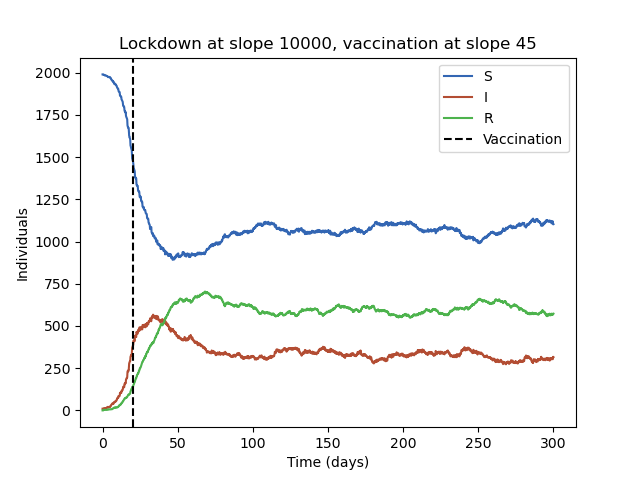 Lockdown at slope 10000, vaccination at slope 45
2000
1750
1500
1250
1000
750
500
250
0
Individuals
S
I
R
Vaccination
0 50 100 150 200 250 300
Time (days)